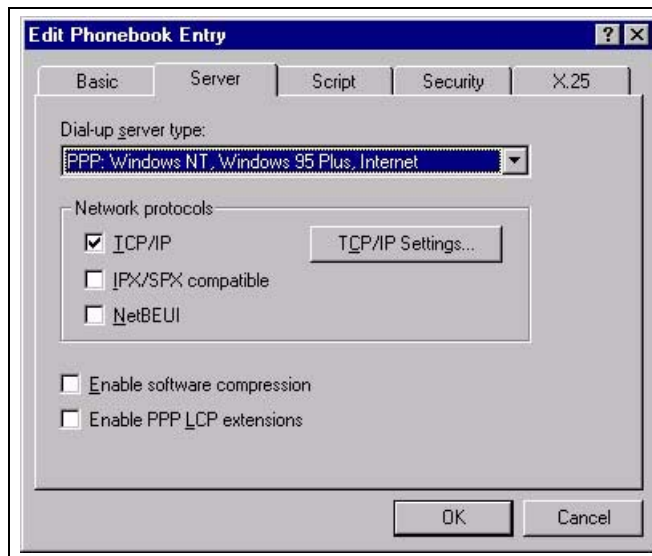 Edit Phonebook Entry
Basic Server Script Security X.25
Dial-up server type:
PPP: Windows NT, Windows 95 Plus, Internet
Network protocols
TCP/IP TCP/IP Settings...
IPX/SPX compatible
NetBEUI
Enable software compression
Enable PPP LCP extensions
OK Cancel